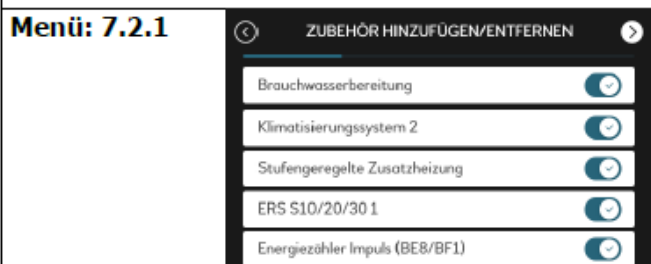 Menü: 7.2.1
ZUBEHÖR HINZUFÜGEN/ENTFERNEN
Brauchwasserbereitung
Klimatisierungssystem 2
Stufengeregelte Zusatzheizung
ERS S10/20/30 1
Energiezähler Impuls (BE8/BF1)